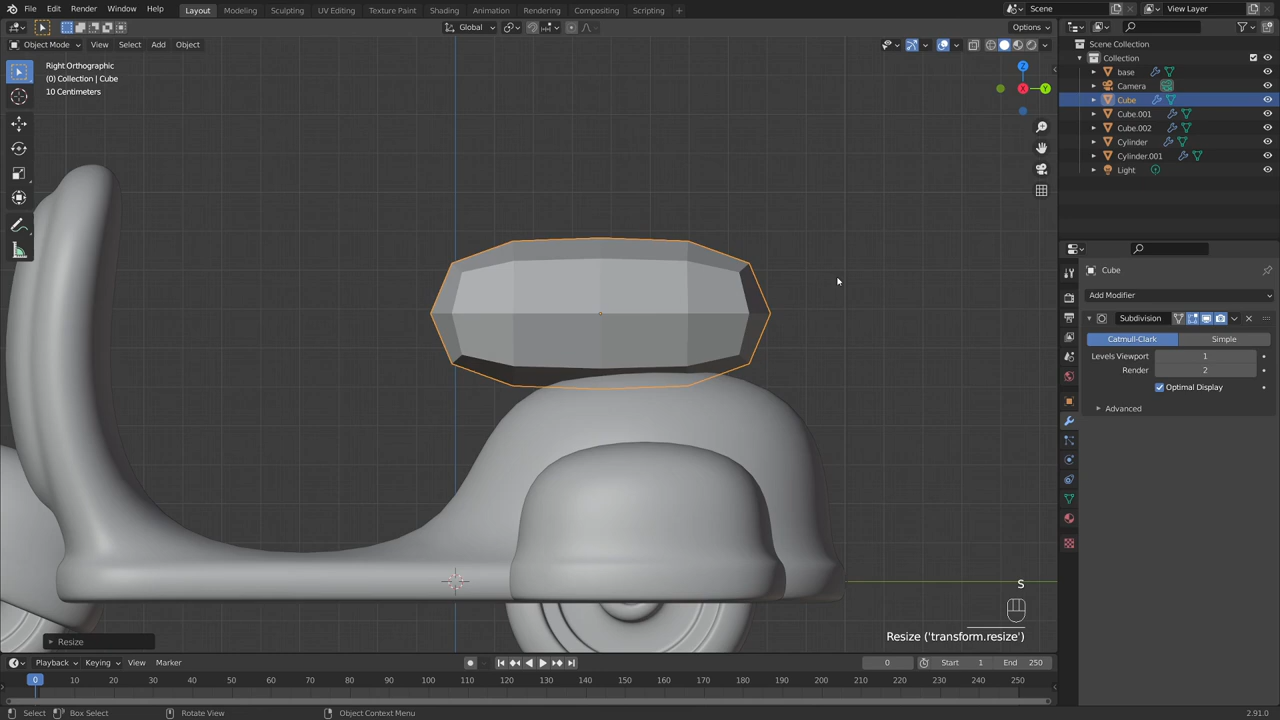 File Edit Render Window Help Layout Modeling Sculpting UV Editing Texture Paint Shading Animation Rendering Compositing Scripting Scene View Layer
Global Options
Object Mode View Select Add Object
Right Orthographic
(0) Collection | Cube
10 Centimeters
Z
X
Y
S
Resize ('transform.resize')
Resize
Scene Collection
Collection
base
Camera
Cube
Cube.001
Cube.002
Cylinder
Cylinder.001
Light
Cube
Add Modifier
Subdivision
Catmull-Clark Simple
Levels Viewport 1
Render 2
Optimal Display
Advanced
Playback Keying View Marker 0 Start 1 End 250
0 10 20 30 40 50 60 70 80 90 100 110 120 130 140 150 160 170 180 190 200 210 220 230 240 250
Select Box Select Rotate View Object Context Menu 2.91.0